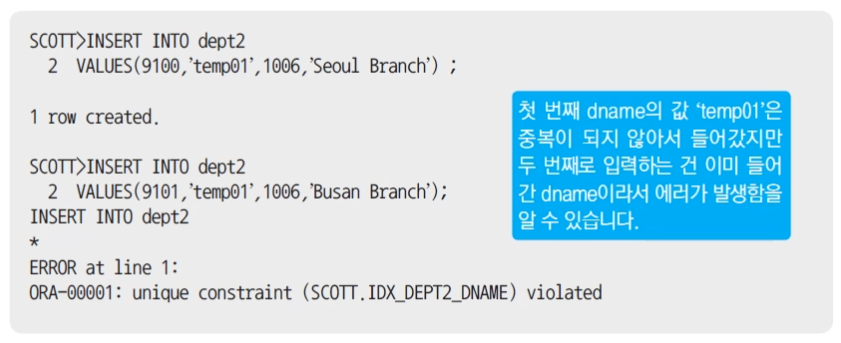 SCOTT>INSERT INTO dept2
2 VALUES(9100,'temp01',1006,'Seoul Branch') ;
1 row created.
SCOTT>INSERT INTO dept2
2 VALUES(9101,'temp01',1006,'Busan Branch');
INSERT INTO dept2
*
ERROR at line 1:
ORA-00001: unique constraint (SCOTT.IDX_DEPT2_DNAME) violated
첫 번째 dname의 값 ‘temp01’은
중복이 되지 않아서 들어갔지만
두 번째로 입력하는 건 이미 들어
간 dname이라서 에러가 발생함을
알 수 있습니다.